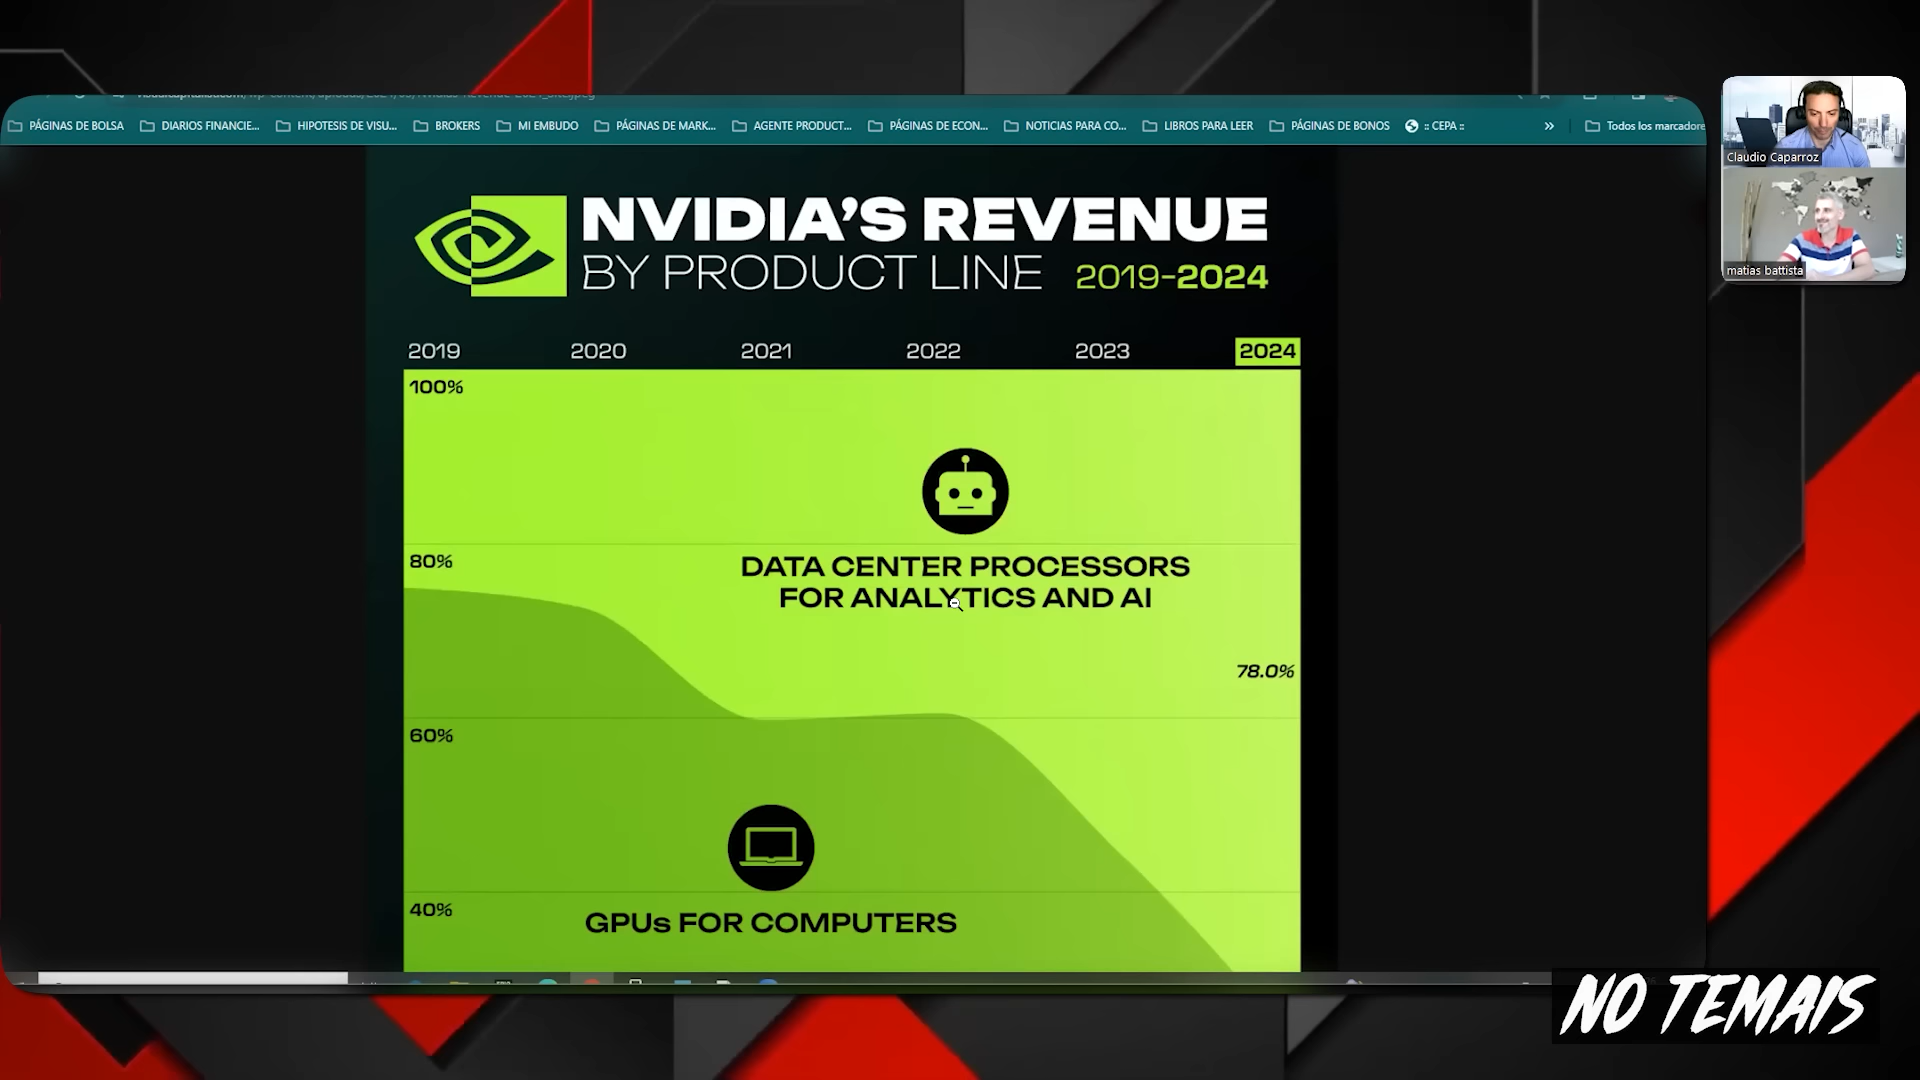 PÁGINAS DE BOLSA DIARIOS FINANCIE... HIPOTESIS DE VISU... BROKERS MI EMBUDO PÁGINAS DE MARK... AGENTE PRODUCT... PÁGINAS DE ECON... NOTICIAS PARA CO... LIBROS PARA LEER PÁGINAS DE BONOS :: CEPA :: » Todos los marcadore
Claudio Caparroz
matias battista
NVIDIA'S REVENUE
BY PRODUCT LINE 2019-2024
2019 2020 2021 2022 2023 2024
100%
80%
DATA CENTER PROCESSORS
FOR ANALYTICS AND AI
78.0%
60%
40%
GPUs FOR COMPUTERS
NO TEMAIS